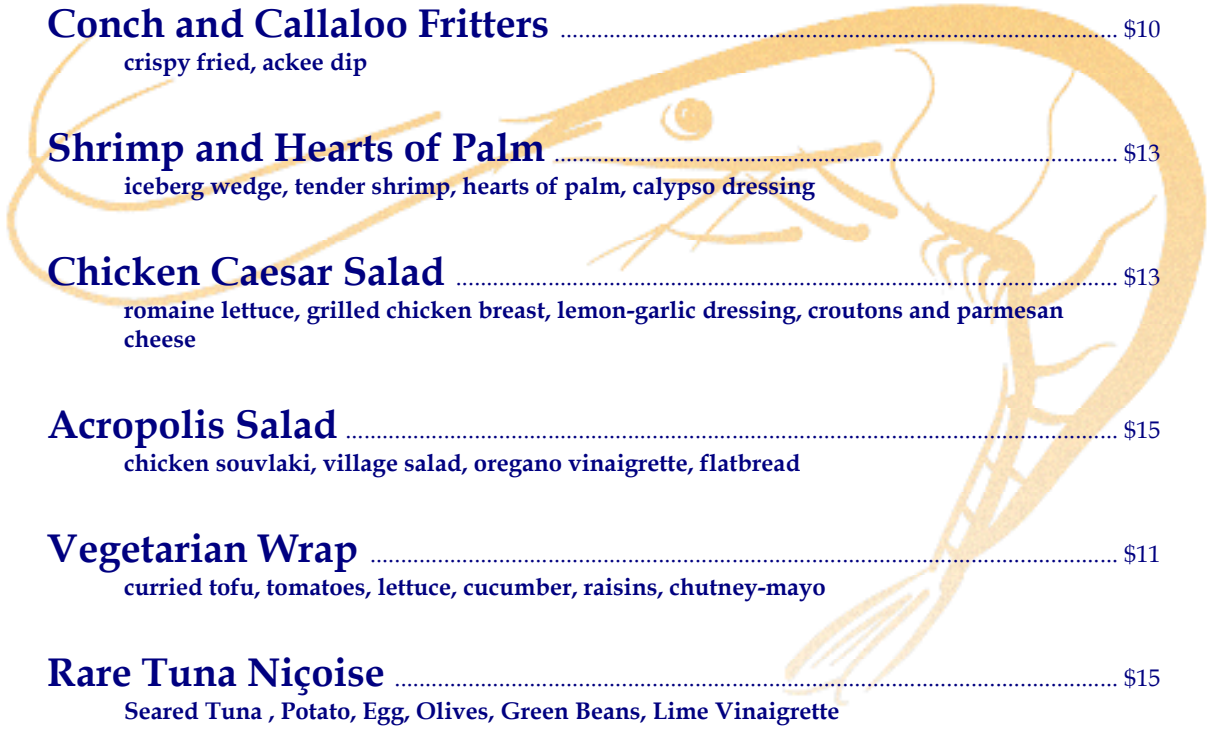 Conch and Callaloo Fritters ........................ $10
crispy fried, ackee dip
Shrimp and Hearts of Palm ........................ $13
iceberg wedge, tender shrimp, hearts of palm, calypso dressing
Chicken Caesar Salad ........................ $13
romaine lettuce, grilled chicken breast, lemon-garlic dressing, croutons and parmesan
cheese
Acropolis Salad ........................ $15
chicken souvlaki, village salad, oregano vinaigrette, flatbread
Vegetarian Wrap ........................ $11
curried tofu, tomatoes, lettuce, cucumber, raisins, chutney-mayo
Rare Tuna Niçoise ........................ $15
Seared Tuna , Potato, Egg, Olives, Green Beans, Lime Vinaigrette